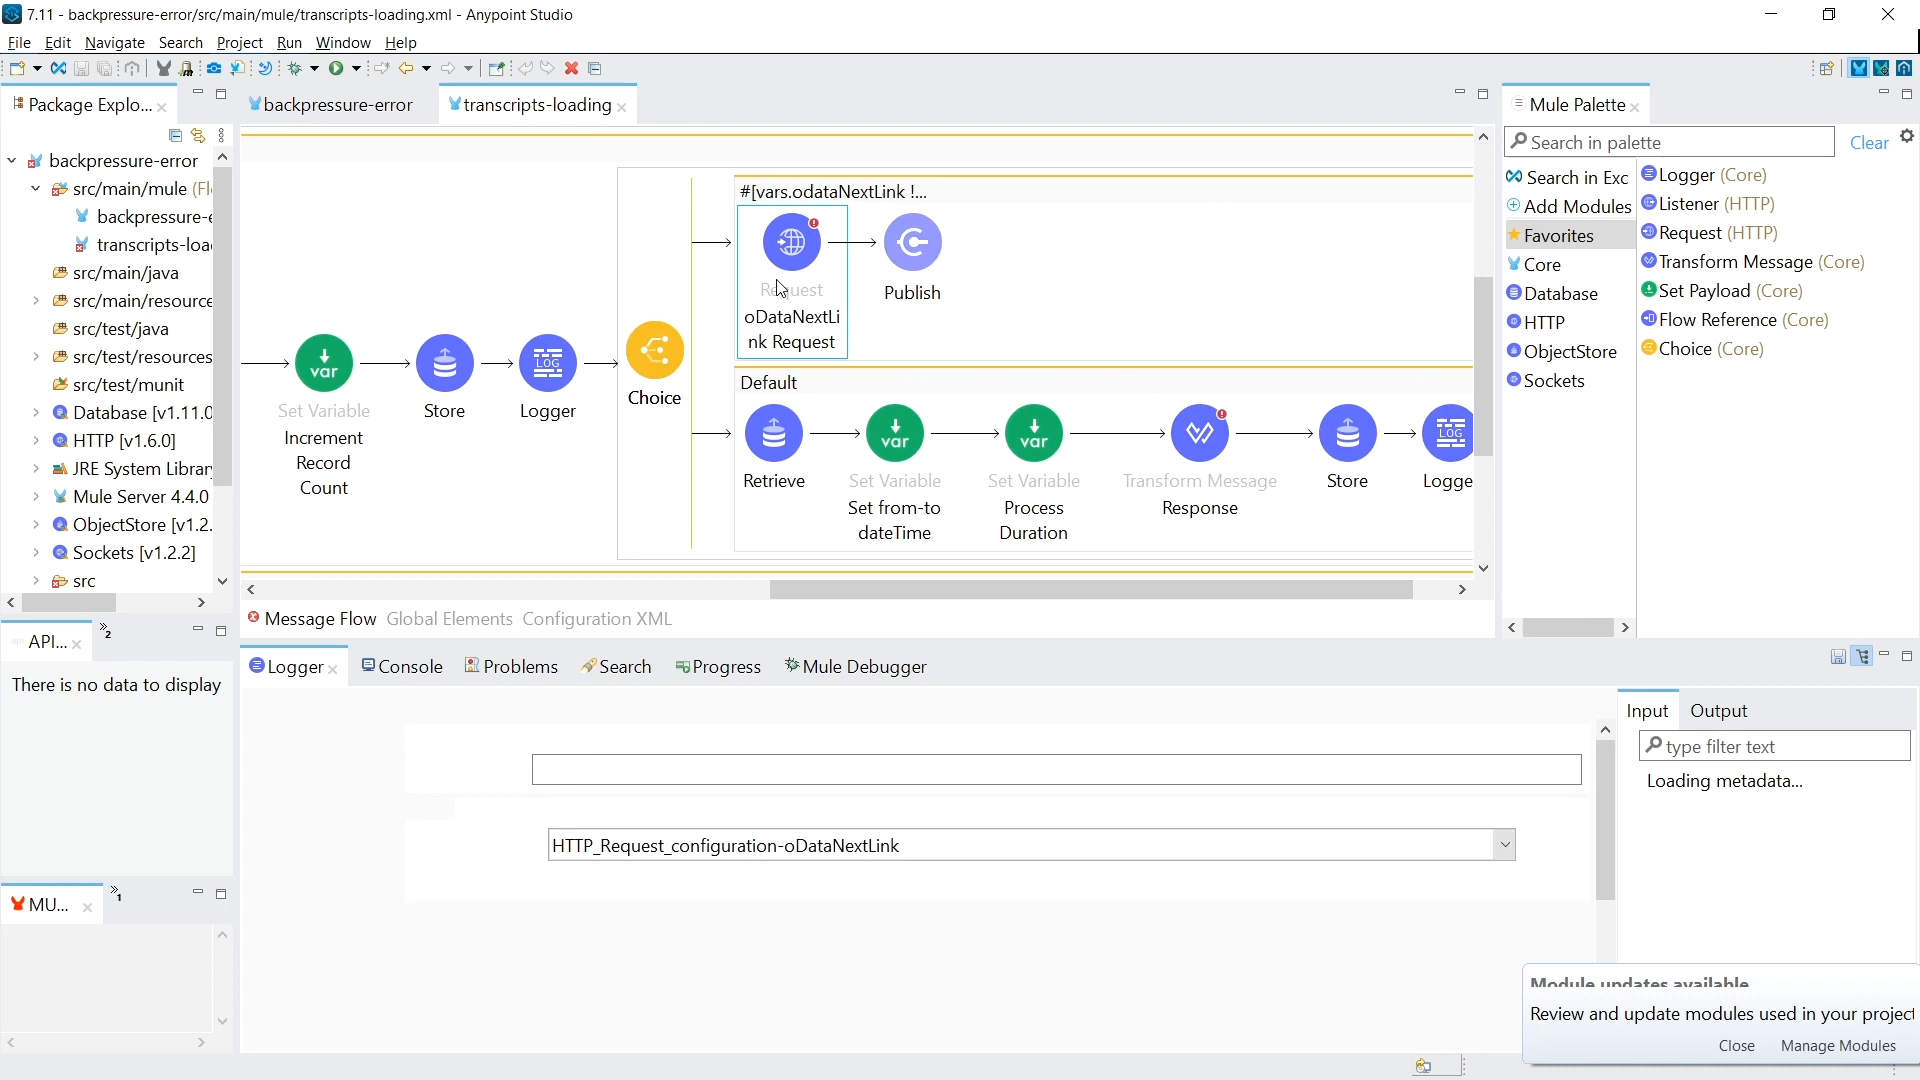 7.11 - backpressure-error/src/main/mule/transcripts-loading.xml - Anypoint Studio
File Edit Navigate Search Project Run Window Help
Package Explo...
backpressure-error
src/main/mule (Fl
backpressure-e
transcripts-loa
src/main/java
src/main/resource
src/test/java
src/test/resources
src/test/munit
Database [v1.11.0
HTTP [v1.6.0]
JRE System Library
Mule Server 4.4.0
ObjectStore [v1.2.
Sockets [v1.2.2]
src
API...
2
There is no data to display
MU...
1
backpressure-error
transcripts-loading
#[vars.odataNextLink !...
Request
oDataNextLi
nk Request
Publish
var
Set Variable
Increment
Record
Count
Store
LOG
Logger
Choice
Default
Retrieve
var
Set Variable
Set from-to
dateTime
var
Set Variable
Process
Duration
Transform Message
Response
Store
LOG
Logge
Message Flow Global Elements Configuration XML
Mule Palette
Search in palette
Clear
Search in Exc
Add Modules
Favorites
Core
Database
HTTP
ObjectStore
Sockets
Logger (Core)
Listener (HTTP)
Request (HTTP)
Transform Message (Core)
Set Payload (Core)
Flow Reference (Core)
Choice (Core)
Logger
Console
Problems
Search
Progress
Mule Debugger
HTTP_Request_configuration-oDataNextLink
Input
Output
type filter text
Loading metadata...
Module updates available
Review and update modules used in your project
Close
Manage Modules